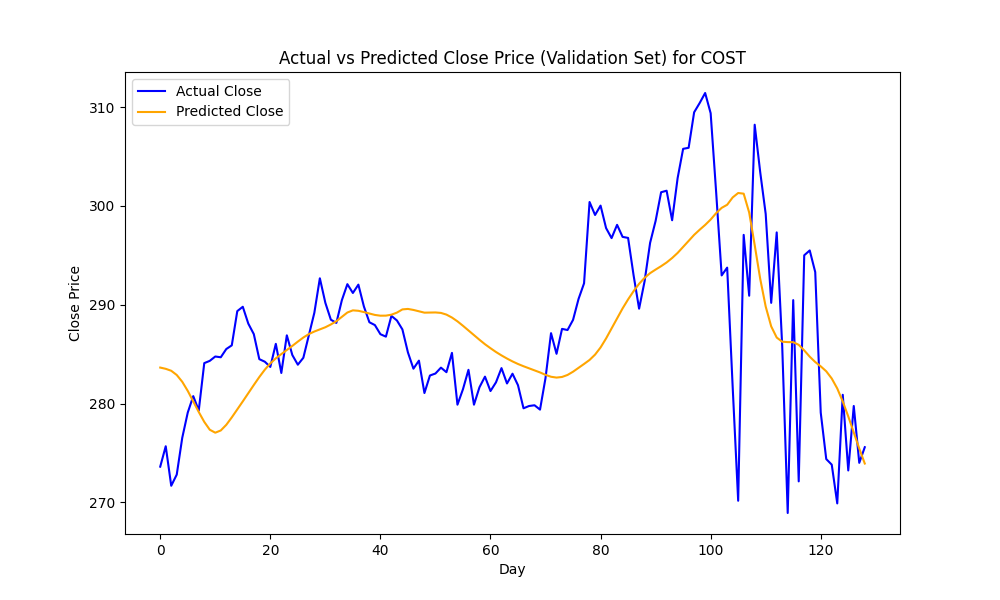 Actual vs Predicted Close Price (Validation Set) for COST
Actual Close
Predicted Close
310
300
290
280
270
Close Price
0 20 40 60 80 100 120
Day